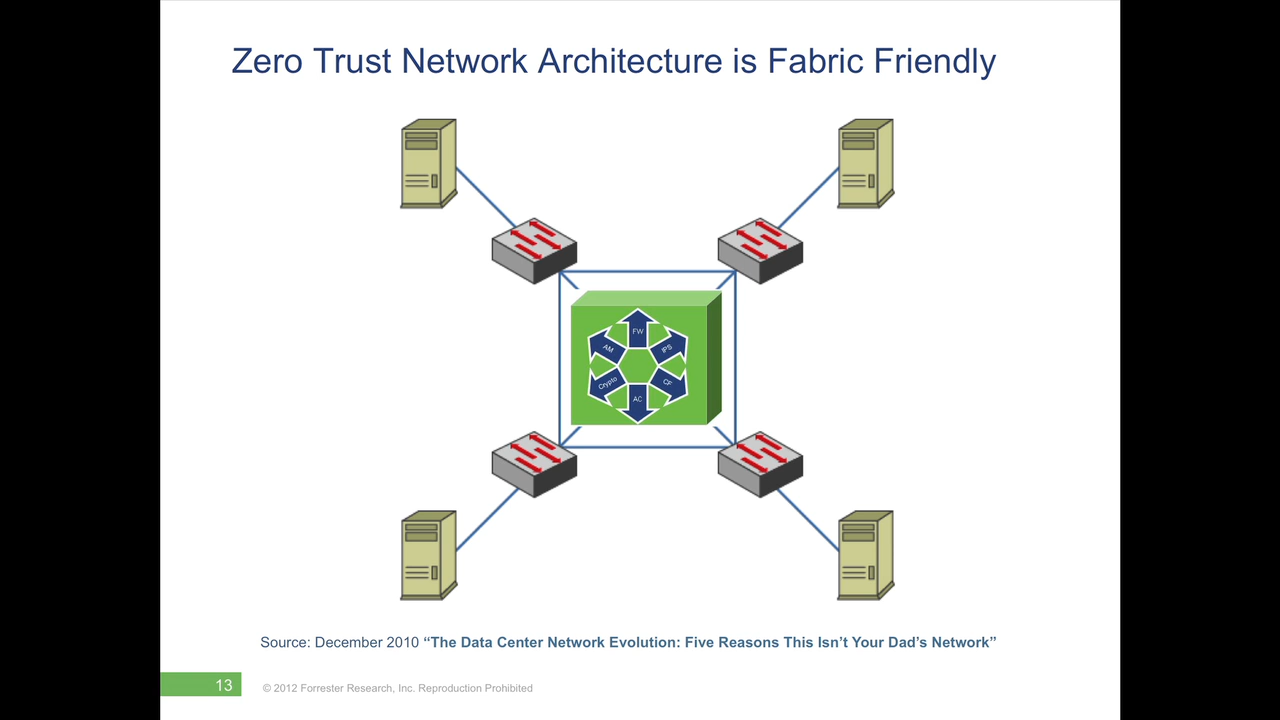 Zero Trust Network Architecture is Fabric Friendly
FW
AM
IPS
Crypto
CF
AC
Source: December 2010 “The Data Center Network Evolution: Five Reasons This Isn’t Your Dad’s Network”
13
© 2012 Forrester Research, Inc. Reproduction Prohibited